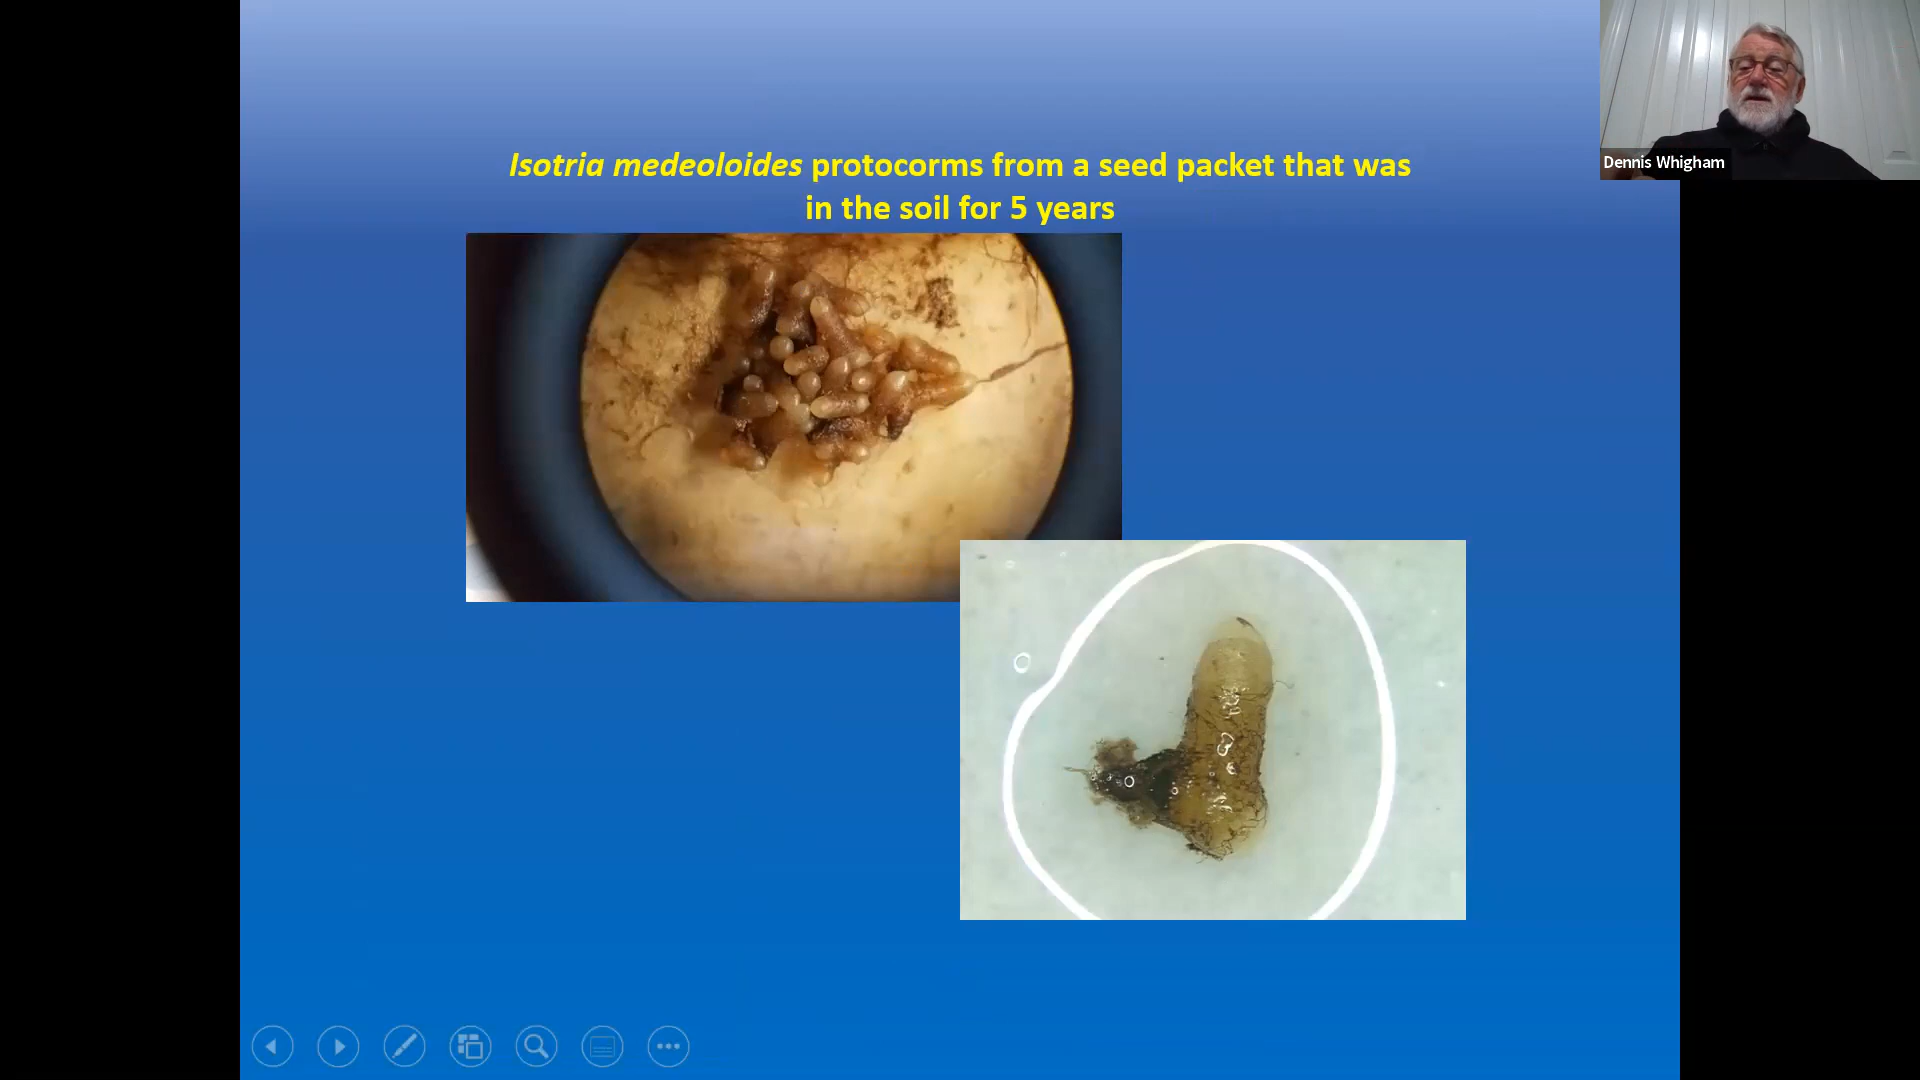 Isotria medeoloides protocorms from a seed packet that was
in the soil for 5 years
Dennis Whigham